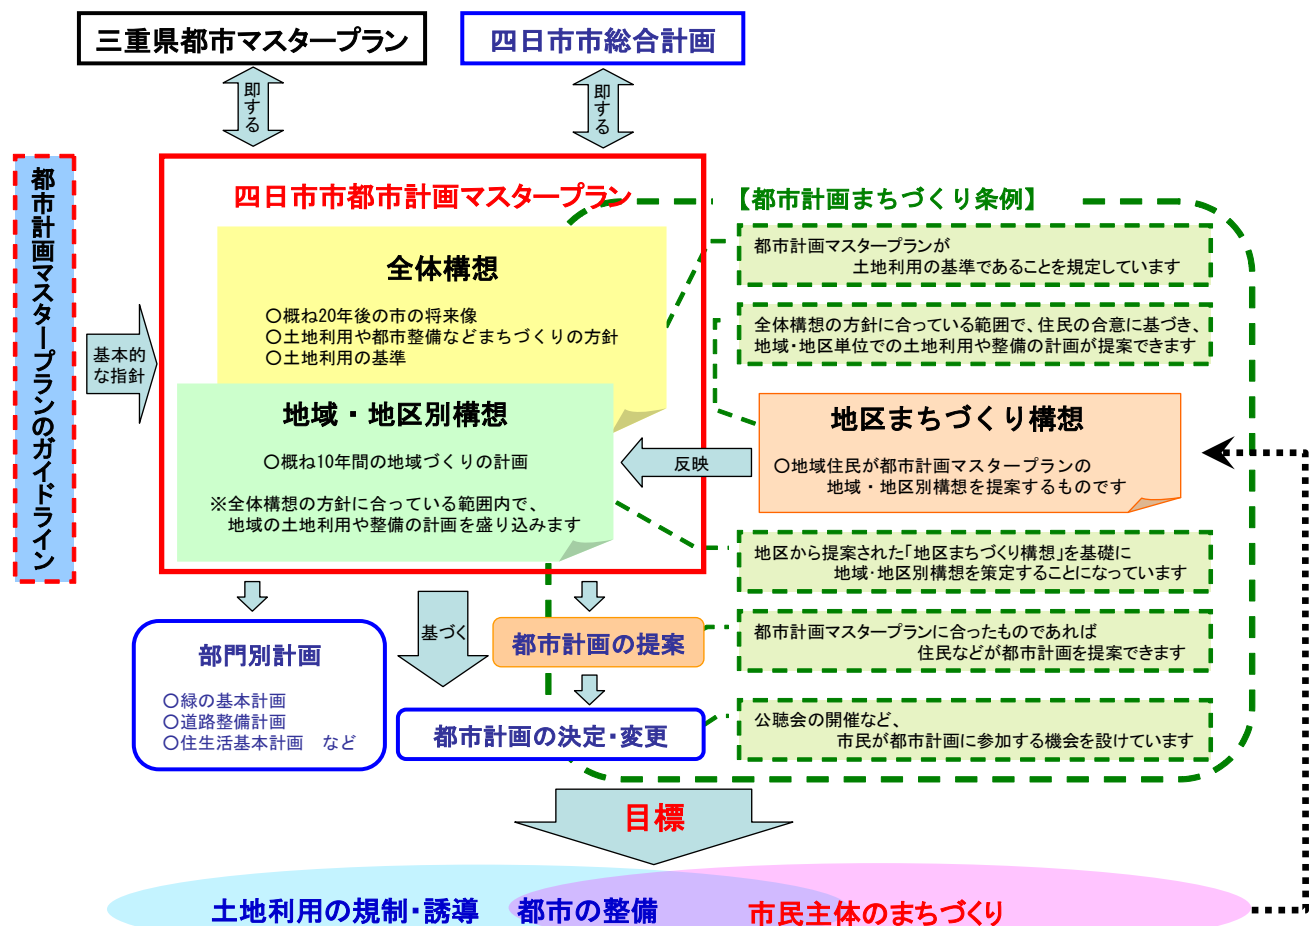 三重県都市マスタープラン
四日市市総合計画
即する
即する
都市計画マスタープランのガイドライン
基本的
な指針
四日市市都市計画マスタープラン
全体構想
○概ね20年後の市の将来像
○土地利用や都市整備などまちづくりの方針
○土地利用の基準
地域・地区別構想
○概ね10年間の地域づくりの計画
※全体構想の方針に合っている範囲内で、
地域の土地利用や整備の計画を盛り込みます
【都市計画まちづくり条例】
都市計画マスタープランが
土地利用の基準であることを規定しています
全体構想の方針に合っている範囲で、住民の合意に基づき、
地域・地区単位での土地利用や整備の計画が提案できます
地区まちづくり構想
○地域住民が都市計画マスタープランの
地域・地区別構想を提案するものです
反映
地区から提案された「地区まちづくり構想」を基礎に
地域・地区別構想を策定することになっています
都市計画マスタープランに合ったものであれば
住民などが都市計画を提案できます
公聴会の開催など、
市民が都市計画に参加する機会を設けています
部門別計画
○緑の基本計画
○道路整備計画
○住生活基本計画　など
基づく
都市計画の提案
都市計画の決定・変更
目標
土地利用の規制・誘導
都市の整備
市民主体のまちづくり